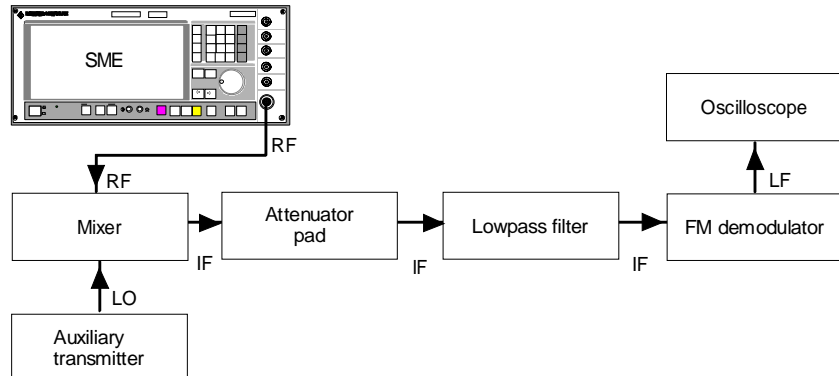 SME
RF
RF
Oscilloscope
LF
Mixer
Attenuator
pad
Lowpass filter
FM demodulator
IF
IF
IF
LO
Auxiliary
transmitter